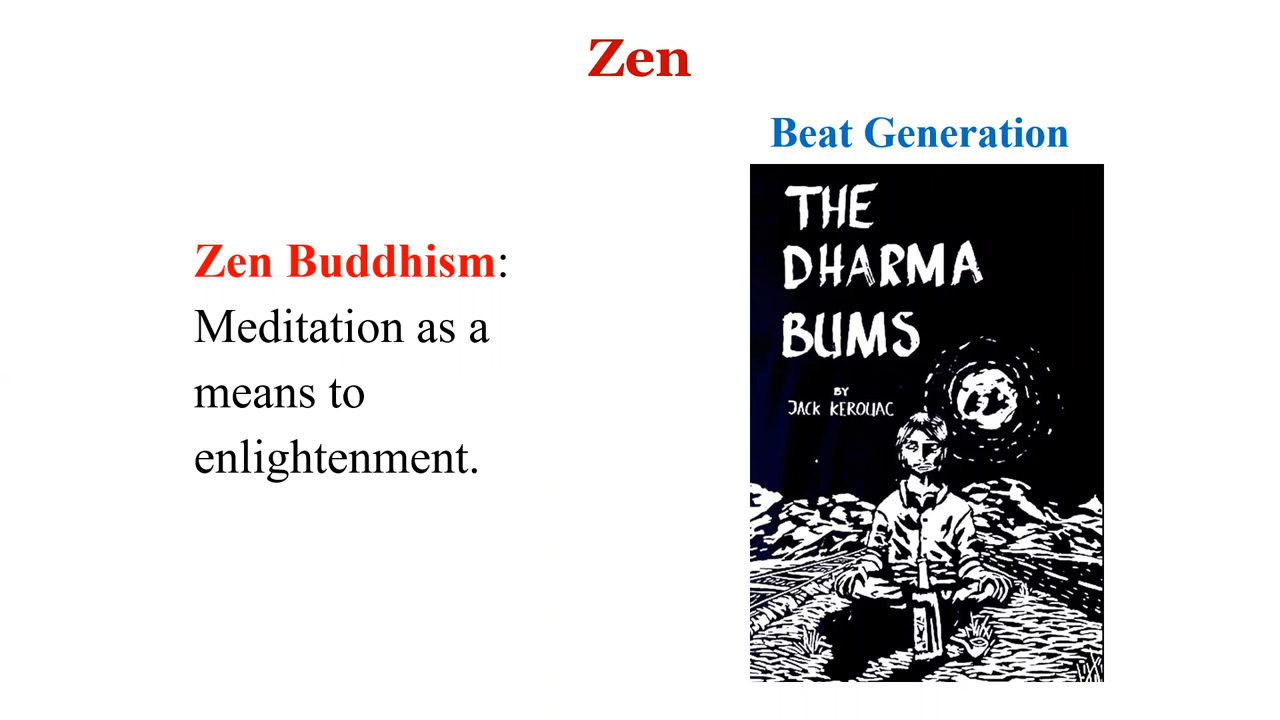 Zen
Beat Generation
Zen Buddhism:
Meditation as a
means to
enlightenment.
THE
DHARMA
BUMS
BY
JACK KEROUAC